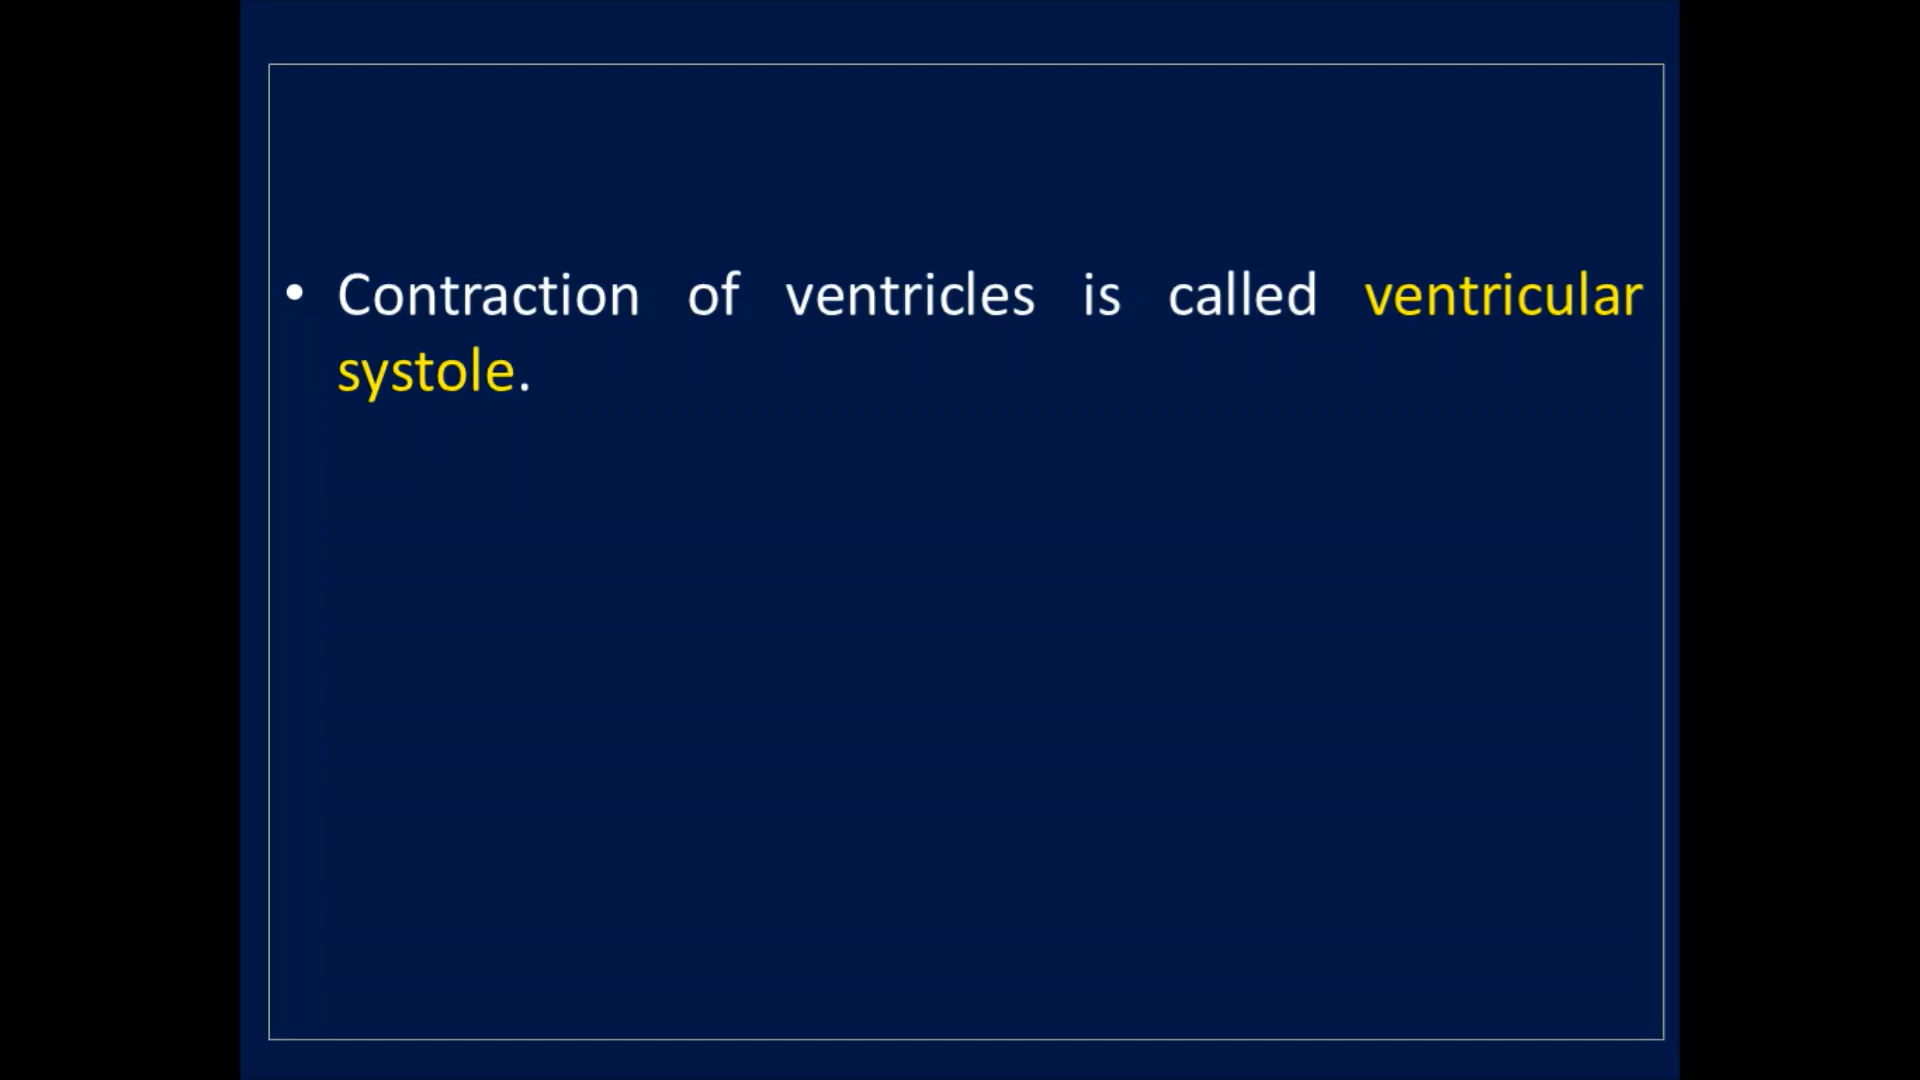 • Contraction of ventricles is called ventricular
systole.